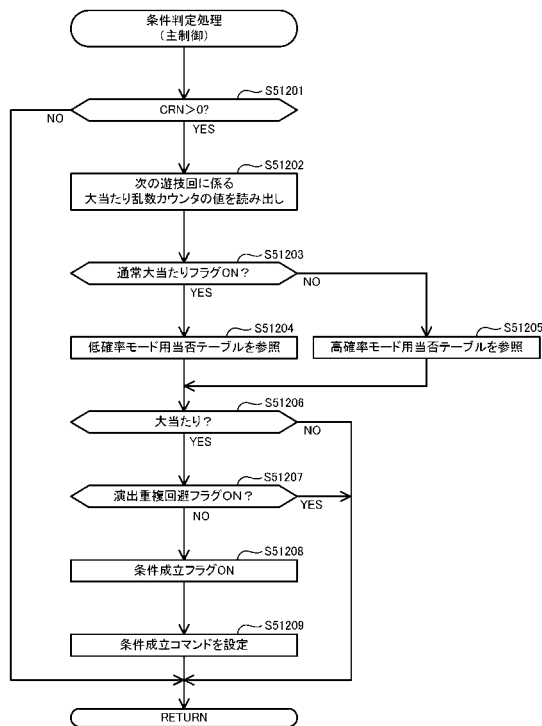 条件判定処理
(主制御)
S51201
CRN>0?
NO
YES
S51202
次の遊技回に係る
大当たり乱数カウンタの値を読み出し
S51203
通常大当たりフラグON?
NO
YES
S51204
低確率モード用当否テーブルを参照
S51205
高確率モード用当否テーブルを参照
S51206
大当たり?
NO
YES
S51207
演出重複回避フラグON?
YES
NO
S51208
条件成立フラグON
S51209
条件成立コマンドを設定
RETURN